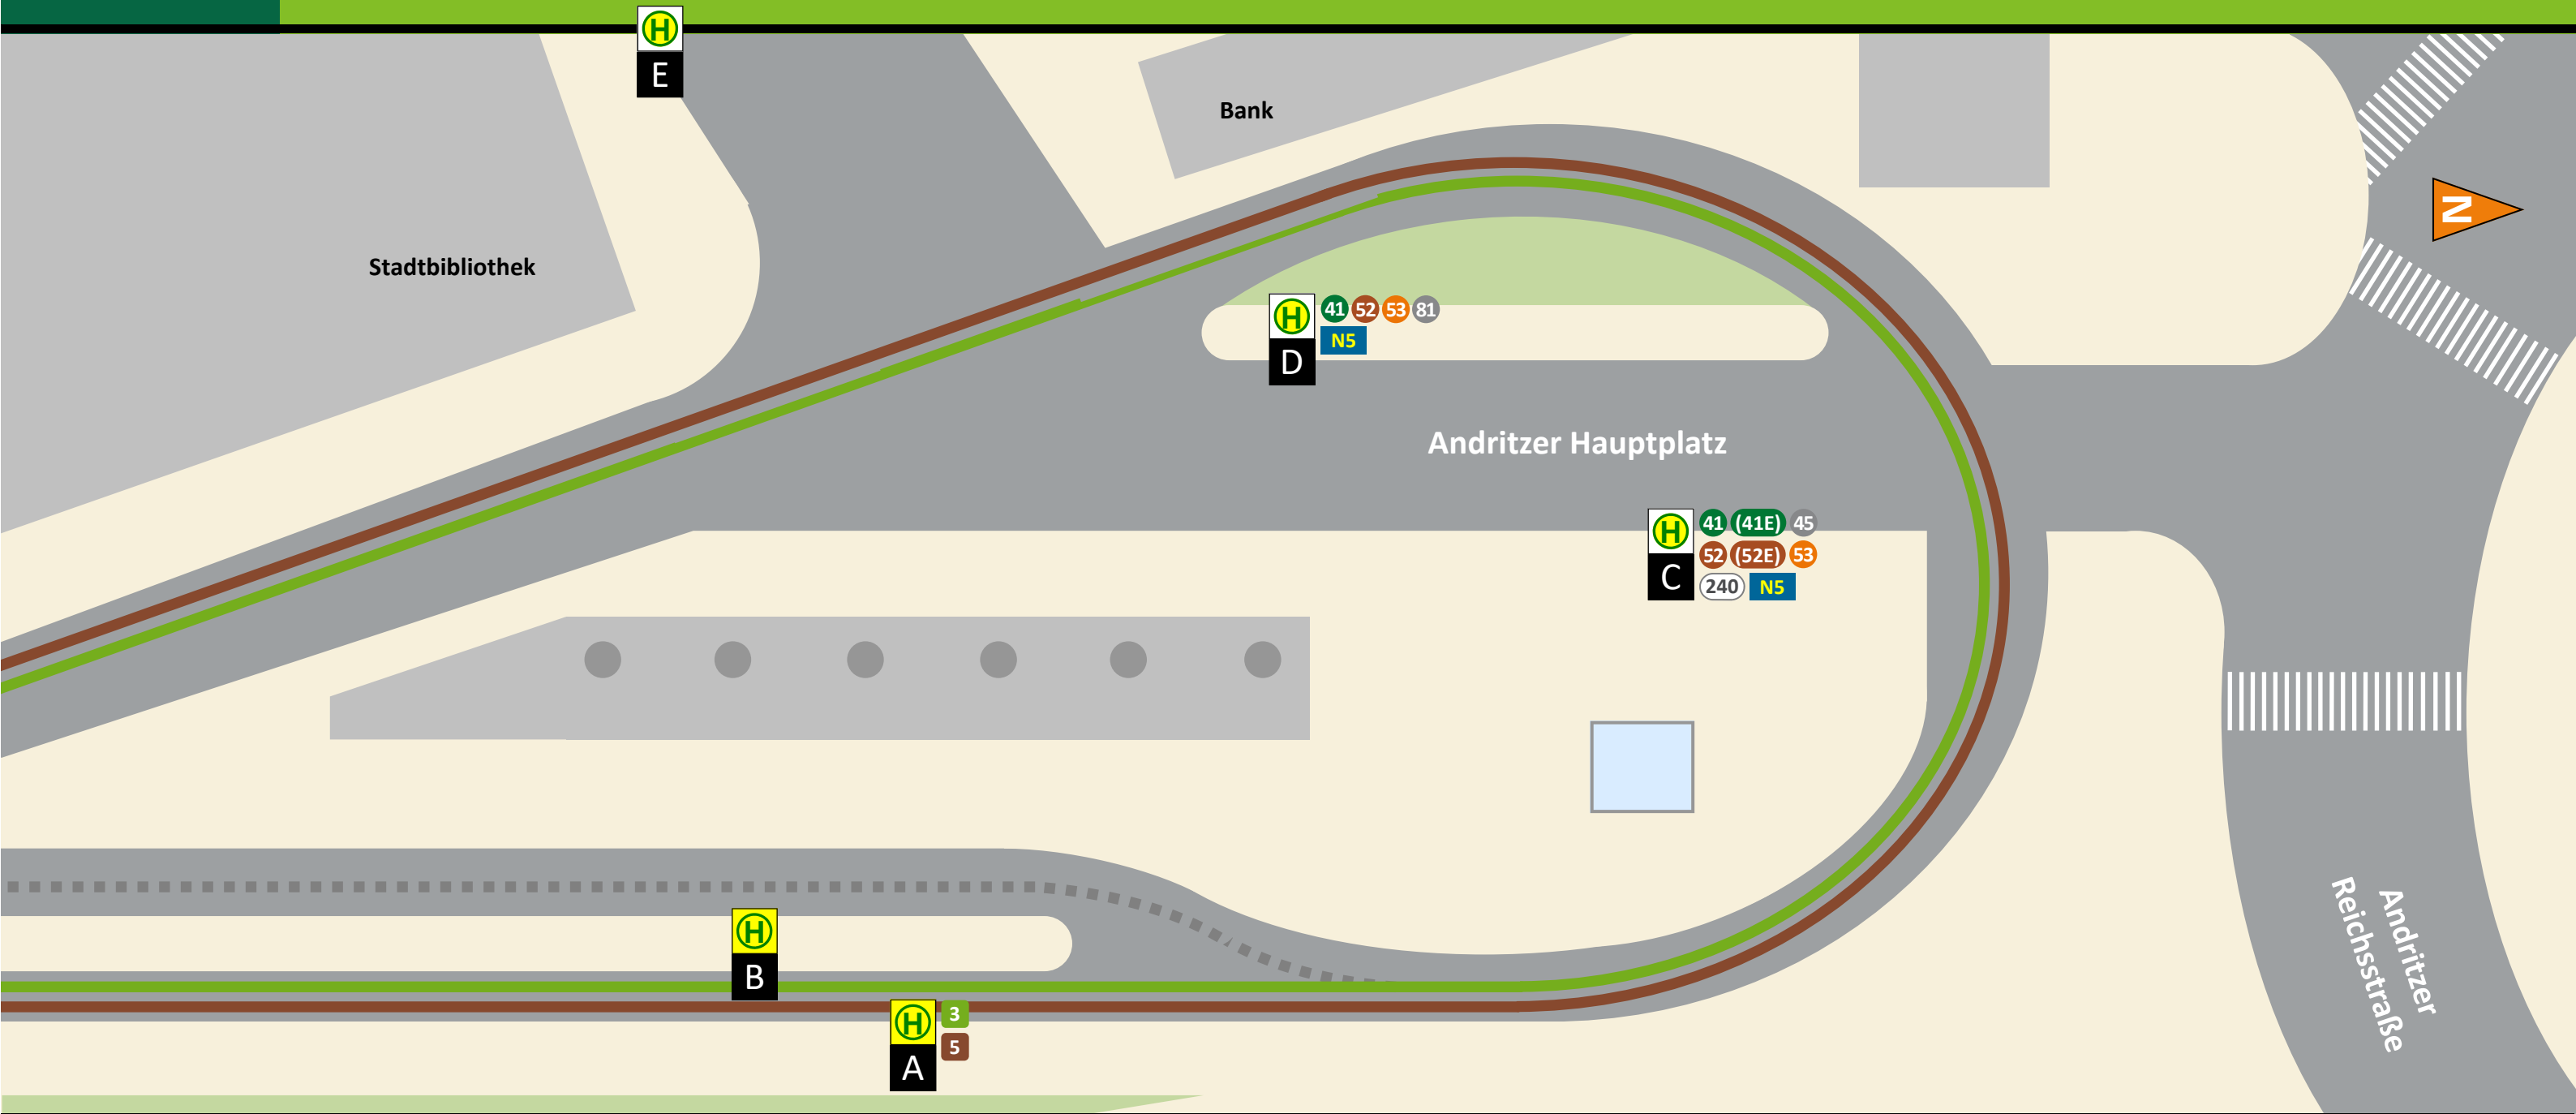 H
E
Bank
N
Stadtbibliothek
H 41 52 53 81
D N5
Andritzer Hauptplatz
H 41 (41E) 45
52 (52E) 53
C 240 N5
H
B
H 3
A 5
Andritzer
Reichsstraße